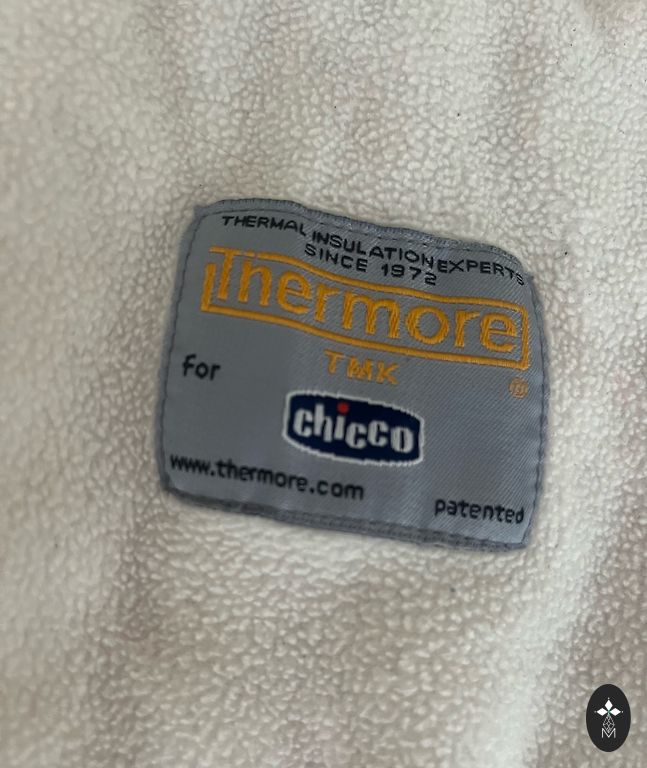 THERMAL INSULATION EXPERTS
SINCE 1972
Thermore
TMK
®
for
chicco
www.thermore.com
patented
M